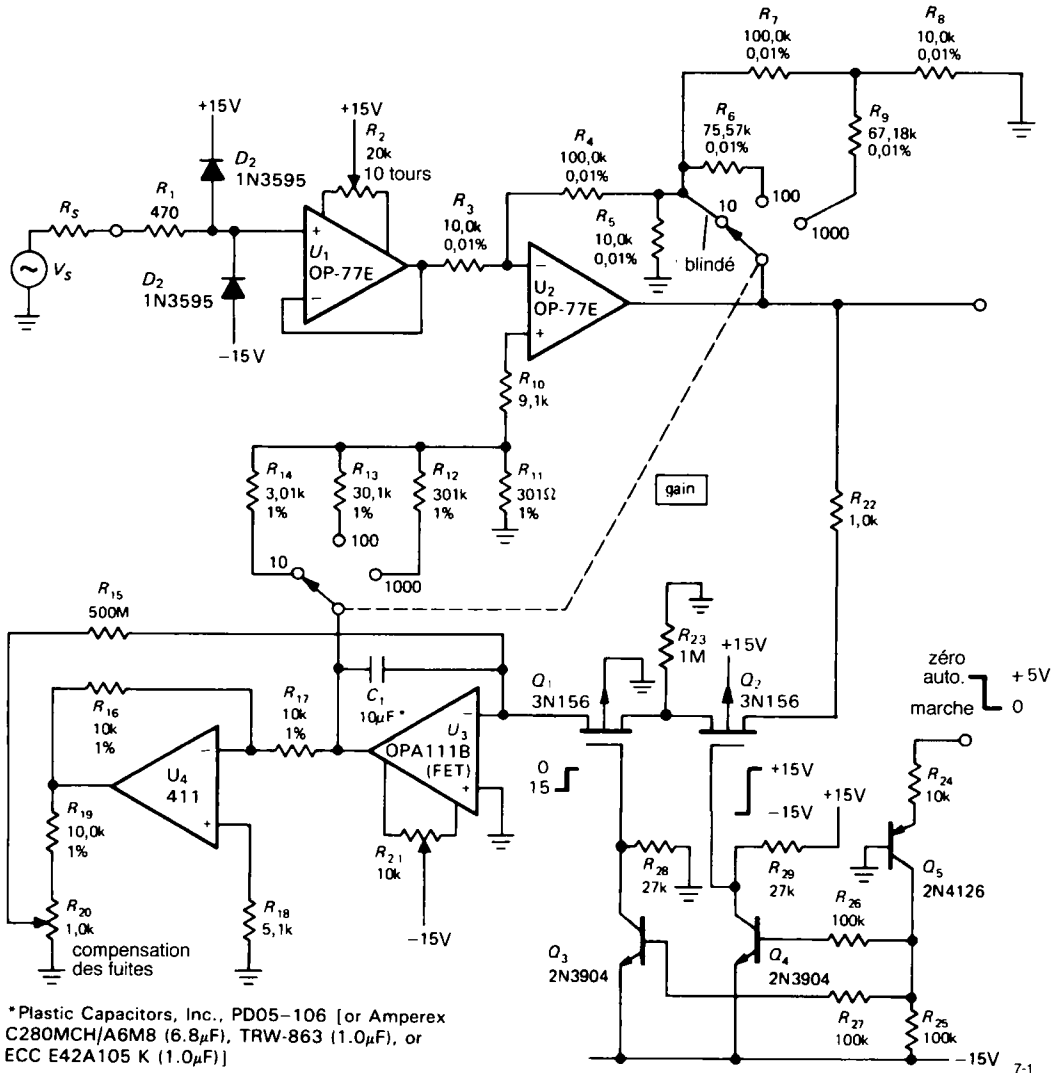 R7
100,0k
0,01%
R8
10,0k
0,01%
+15V
D2
1N3595
+15V
R2
20k
10 tours
R4
100,0k
0,01%
R6
75,57k
0,01%
R9
67,18k
0,01%
100
10
1000
RS
R1
470
R3
10,0k
0,01%
R5
10,0k
0,01%
blindé
VS
D2
1N3595
+
U1
OP-77E
−
−
U2
OP-77E
+
−15V
R10
9,1k
R14
3,01k
1%
R13
30,1k
1%
R12
301k
1%
R11
301Ω
1%
gain
R22
1,0k
100
10
1000
R15
500M
R23
1M
+15V
zéro
auto.
+5V
marche
0
Q1
3N156
Q2
3N156
C1
10μF*
R16
10k
1%
R17
10k
1%
−
U3
OPA111B
(FET)
+
−
U4
411
+
0
15
+15V
−15V
+15V
R24
10k
R19
10,0k
1%
R21
10k
R28
27k
R29
27k
Q5
2N4126
R26
100k
R20
1,0k
R18
5,1k
−15V
compensation
des fuites
Q3
2N3904
Q4
2N3904
R27
100k
R25
100k
−15V
*Plastic Capacitors, Inc., PD05-106 [or Amperex
C280MCH/A6M8 (6.8μF), TRW-863 (1.0μF), or
ECC E42A105 K (1.0μF)]
7-1